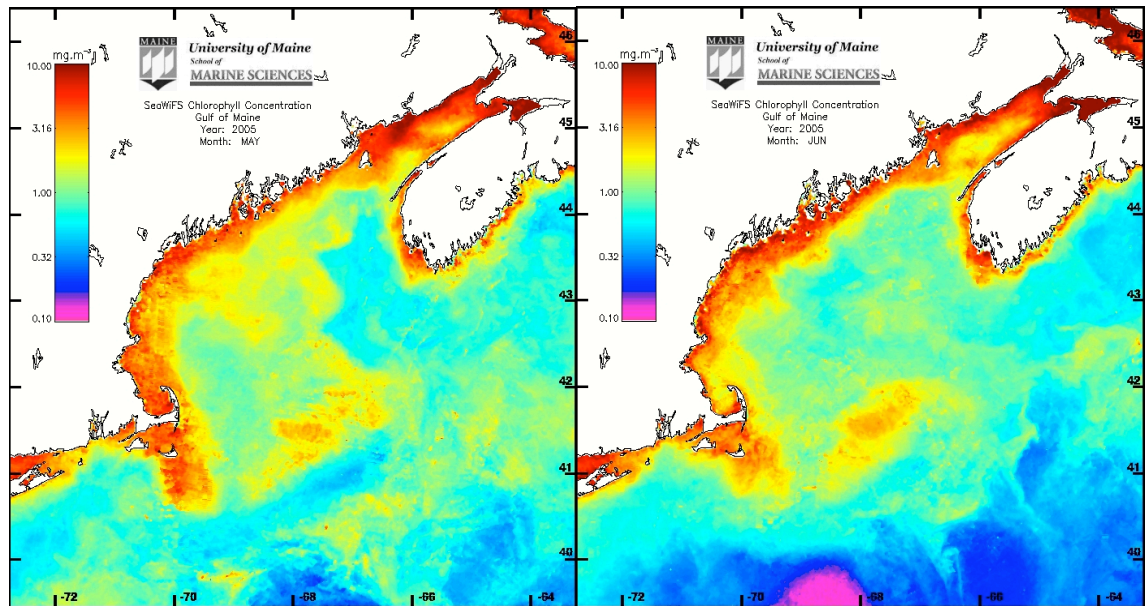 MAINE
University of Maine
School of
MARINE SCIENCES
SeaWiFS Chlorophyll Concentration
Gulf of Maine
Year: 2005
Month: MAY
mg.m⁻³
10.00
3.16
1.00
0.32
0.10
46
45
44
43
42
41
40
-72
-70
-68
-66
-64
MAINE
University of Maine
School of
MARINE SCIENCES
SeaWiFS Chlorophyll Concentration
Gulf of Maine
Year: 2005
Month: JUN
mg.m⁻³
10.00
3.16
1.00
0.32
0.10
46
45
44
43
42
41
40
-72
-70
-68
-66
-64